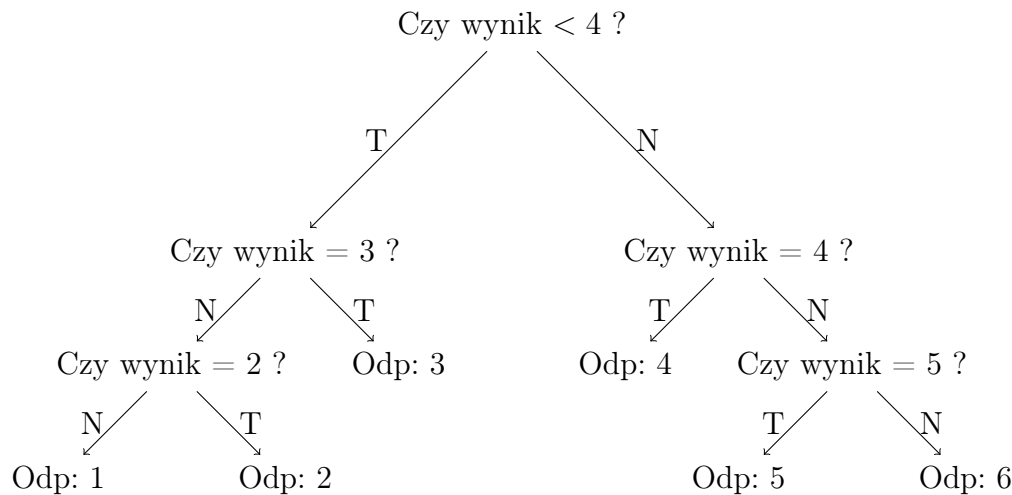 Czy wynik < 4 ?
T N
Czy wynik = 3 ? Czy wynik = 4 ?
N T T N
Czy wynik = 2 ? Odp: 3 Odp: 4 Czy wynik = 5 ?
N T T N
Odp: 1 Odp: 2 Odp: 5 Odp: 6